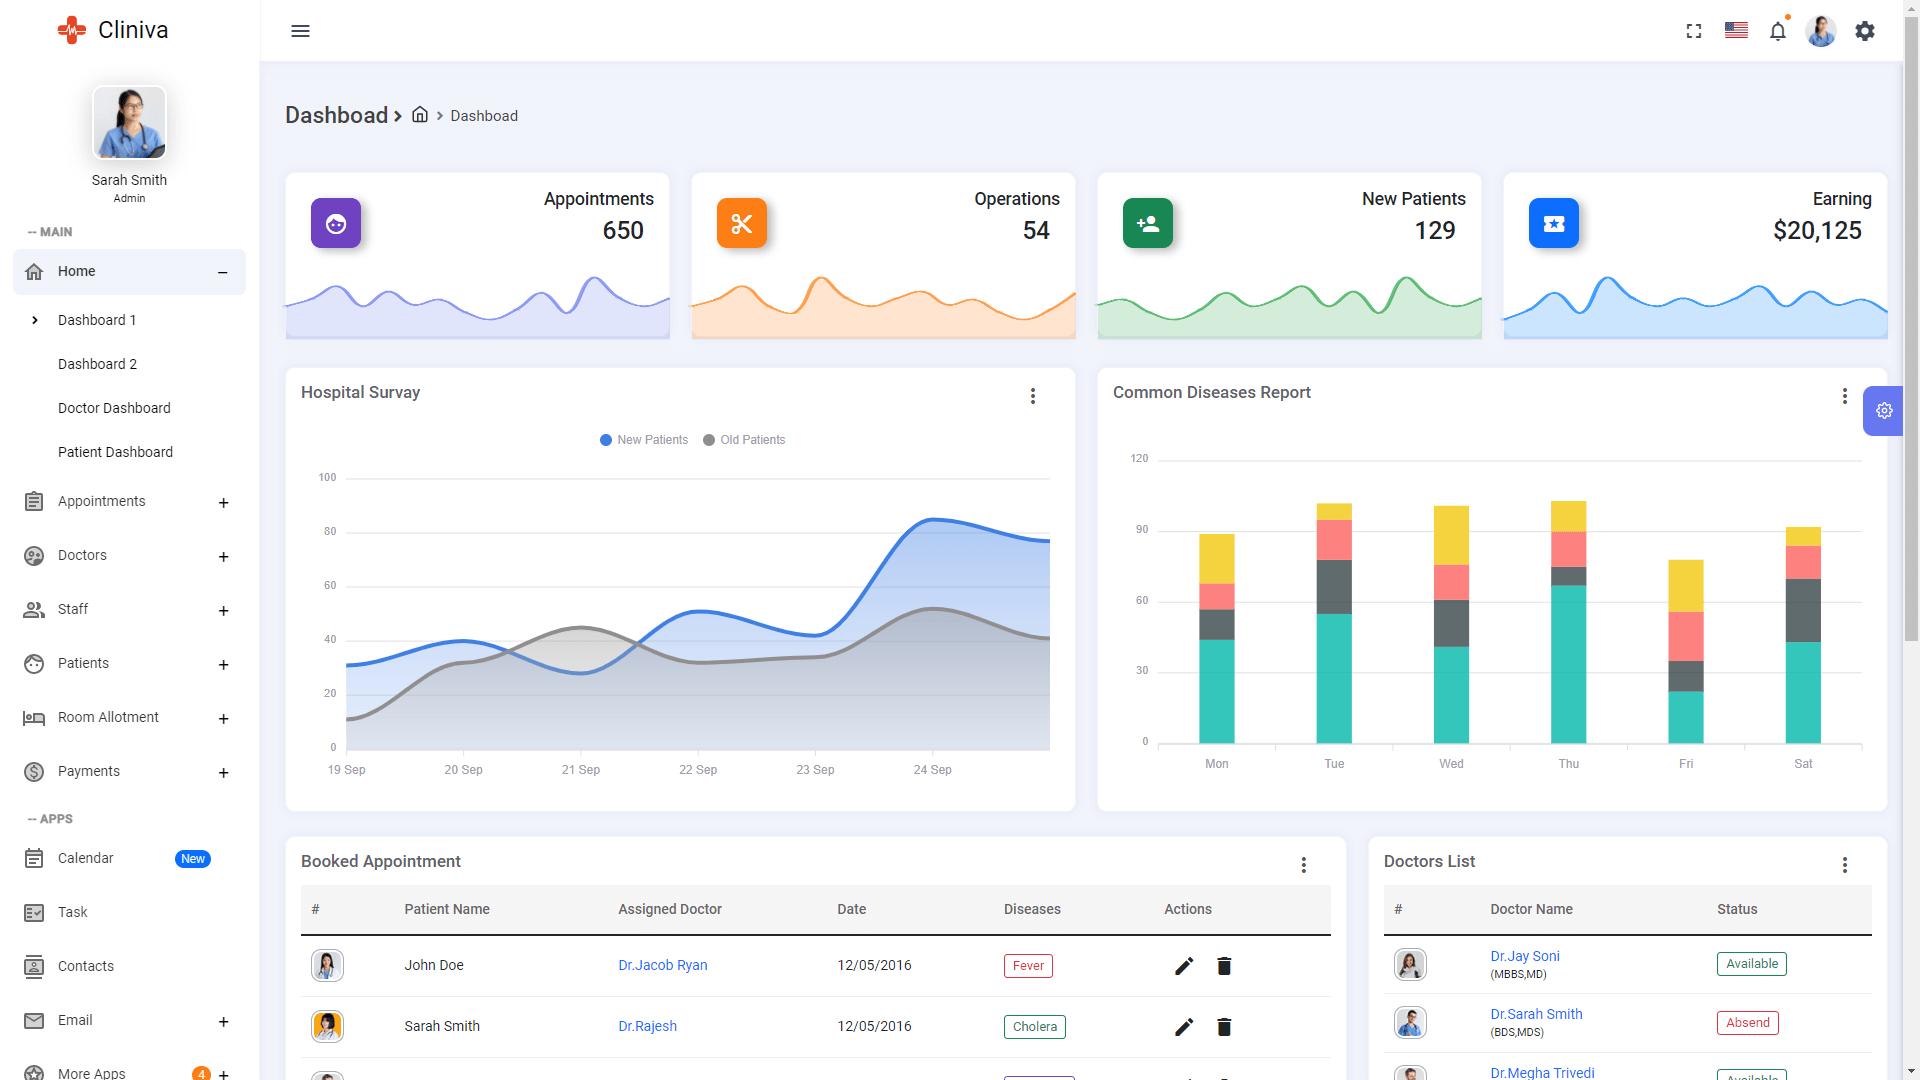 Cliniva
Sarah Smith
Admin
-- MAIN
Home
Dashboard 1
Dashboard 2
Doctor Dashboard
Patient Dashboard
Appointments
Doctors
Staff
Patients
Room Allotment
Payments
-- APPS
Calendar New
Task
Contacts
Email
More Apps 4
Dashboad Dashboad
Appointments
650
Operations
54
New Patients
129
Earning
$20,125
Hospital Survay
New Patients Old Patients
100
80
60
40
20
0
19 Sep 20 Sep 21 Sep 22 Sep 23 Sep 24 Sep
Common Diseases Report
120
90
60
30
0
Mon Tue Wed Thu Fri Sat
Booked Appointment
# Patient Name Assigned Doctor Date Diseases Actions
John Doe Dr.Jacob Ryan 12/05/2016 Fever
Sarah Smith Dr.Rajesh 12/05/2016 Cholera
Doctors List
# Doctor Name Status
Dr.Jay Soni
(MBBS,MD)
Available
Dr.Sarah Smith
(BDS,MDS)
Absend
Dr.Megha Trivedi
Available